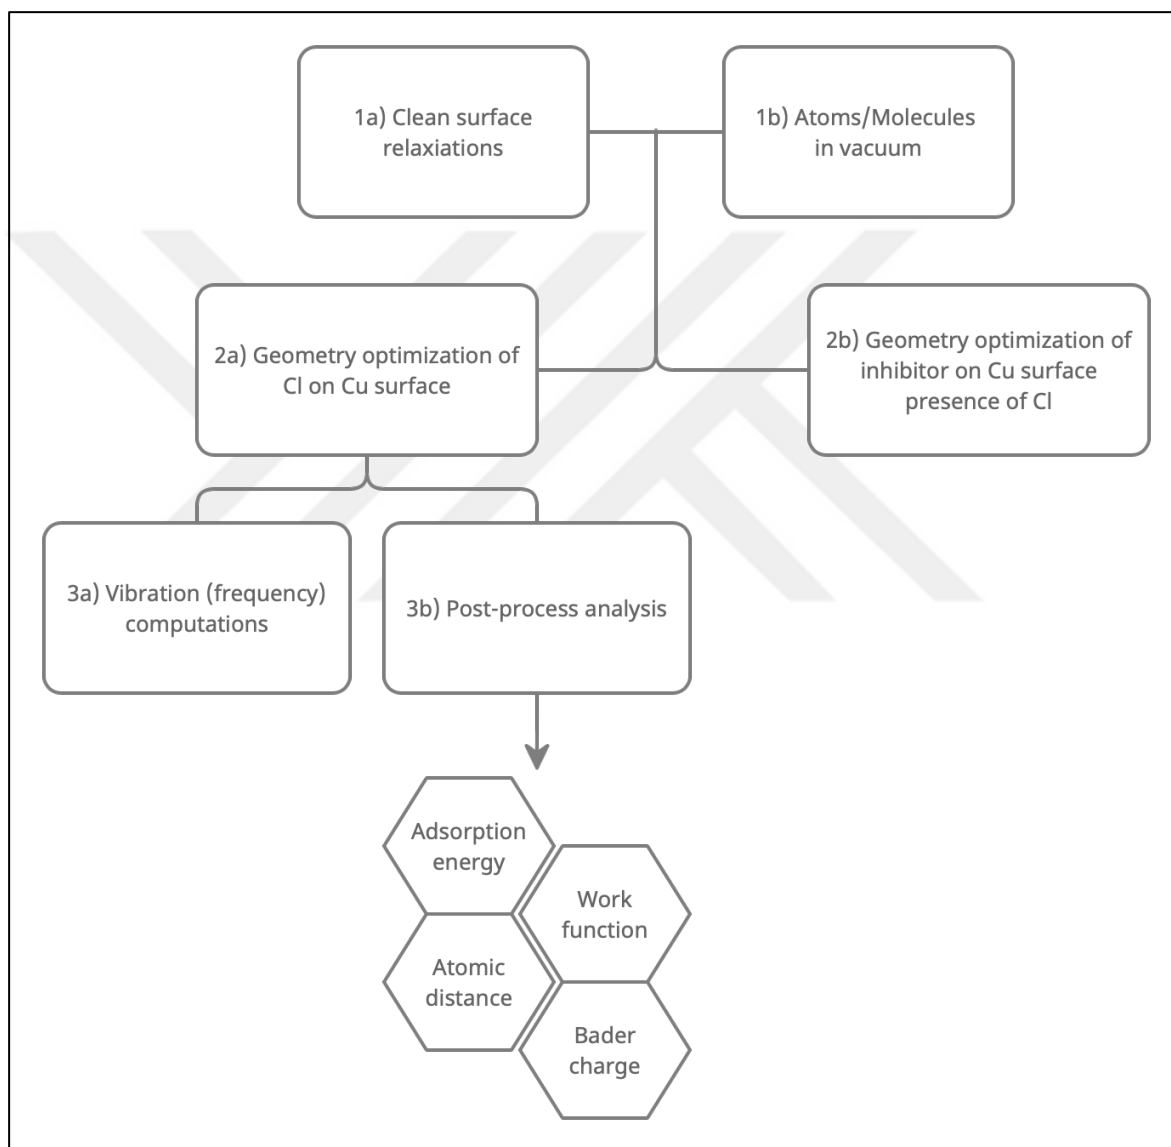 1a) Clean surface
relaxiations
1b) Atoms/Molecules
in vacuum
2a) Geometry optimization of
Cl on Cu surface
2b) Geometry optimization of
inhibitor on Cu surface
presence of Cl
3a) Vibration (frequency)
computations
3b) Post-process analysis
Adsorption
energy
Work
function
Atomic
distance
Bader
charge